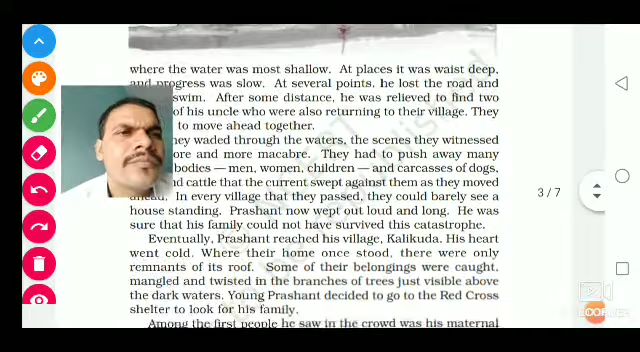 where the water was most shallow. At places it was waist deep,
and progress was slow. At several points, he lost the road and
swim. After some distance, he was relieved to find two
of his uncle who were also returning to their village. They
to move ahead together.
ey waded through the waters, the scenes they witnessed
ore and more macabre. They had to push away many
bodies — men, women, children — and carcasses of dogs,
nd cattle that the current swept against them as they moved
ahead. In every village that they passed, they could barely see a
house standing. Prashant now wept out loud and long. He was
sure that his family could not have survived this catastrophe.
Eventually, Prashant reached his village, Kalikuda. His heart
went cold. Where their home once stood, there were only
remnants of its roof. Some of their belongings were caught,
mangled and twisted in the branches of trees just visible above
the dark waters. Young Prashant decided to go to the Red Cross
shelter to look for his family.
Among the first people he saw in the crowd was his maternal
3 / 7